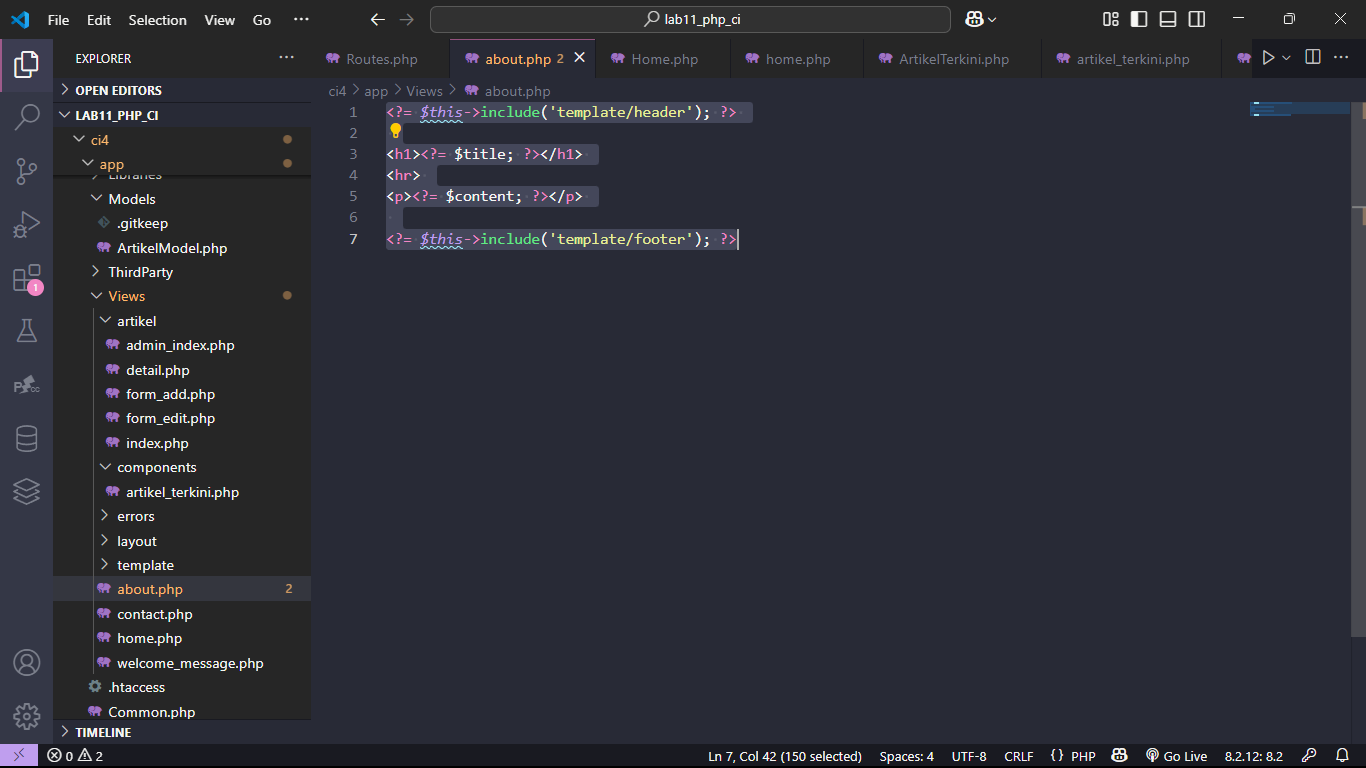 File Edit Selection View Go ··· lab11_php_ci
EXPLORER ···
OPEN EDITORS
LAB11_PHP_CI
ci4
app
Libraries
Models
.gitkeep
ArtikelModel.php
ThirdParty
Views
artikel
admin_index.php
detail.php
form_add.php
form_edit.php
index.php
components
artikel_terkini.php
errors
layout
template
about.php 2
contact.php
home.php
welcome_message.php
.htaccess
Common.php
TIMELINE
1
Routes.php about.php 2 Home.php home.php ArtikelTerkini.php artikel_terkini.php ···
ci4 > app > Views > about.php
1 <?= $this->include('template/header'); ?>
2
3 <h1><?= $title; ?></h1>
4 <hr>
5 <p><?= $content; ?></p>
6
7 <?= $this->include('template/footer'); ?>
0 2 Ln 7, Col 42 (150 selected) Spaces: 4 UTF-8 CRLF {} PHP Go Live 8.2.12: 8.2